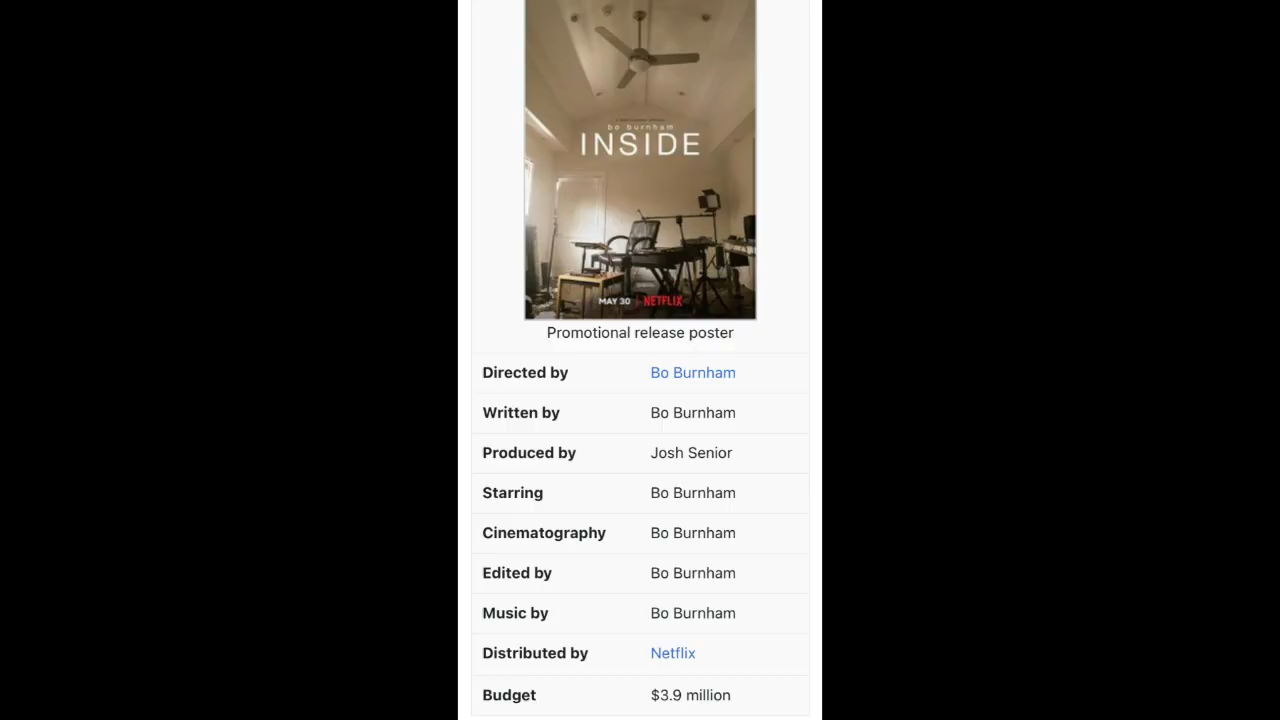 bo burnham
INSIDE
MAY 30 | NETFLIX
Promotional release poster
Directed by Bo Burnham
Written by Bo Burnham
Produced by Josh Senior
Starring Bo Burnham
Cinematography Bo Burnham
Edited by Bo Burnham
Music by Bo Burnham
Distributed by Netflix
Budget $3.9 million